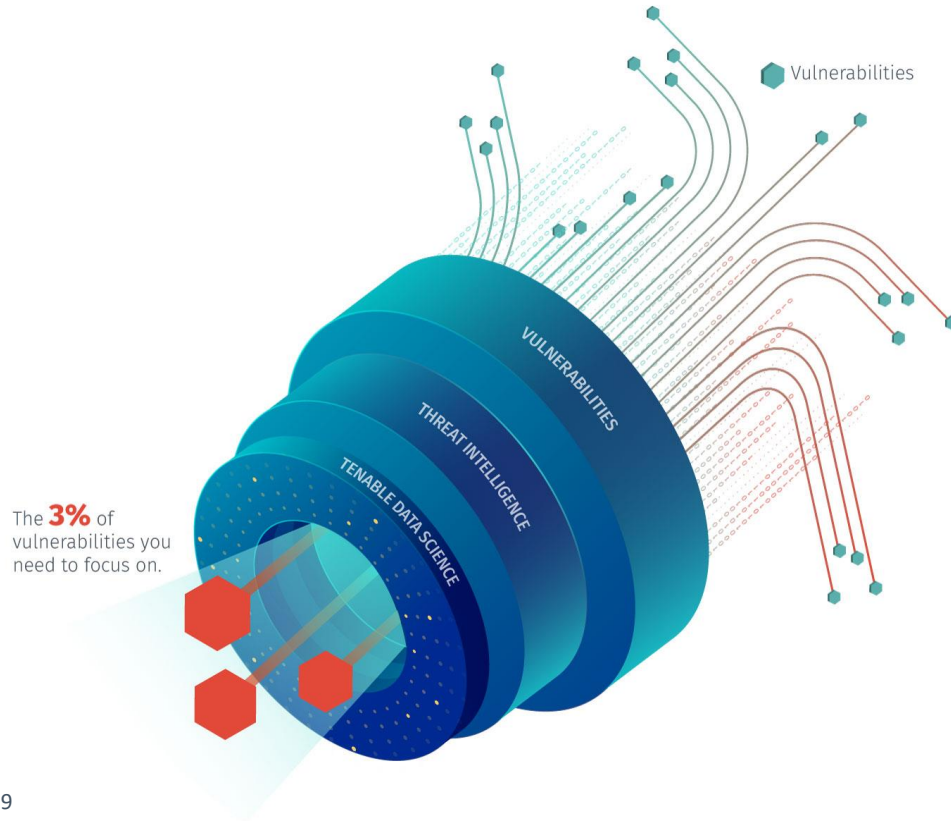 Vulnerabilities
VULNERABILITIES
THREAT INTELLIGENCE
TENABLE DATA SCIENCE
The 3% of
vulnerabilities you
need to focus on.
9